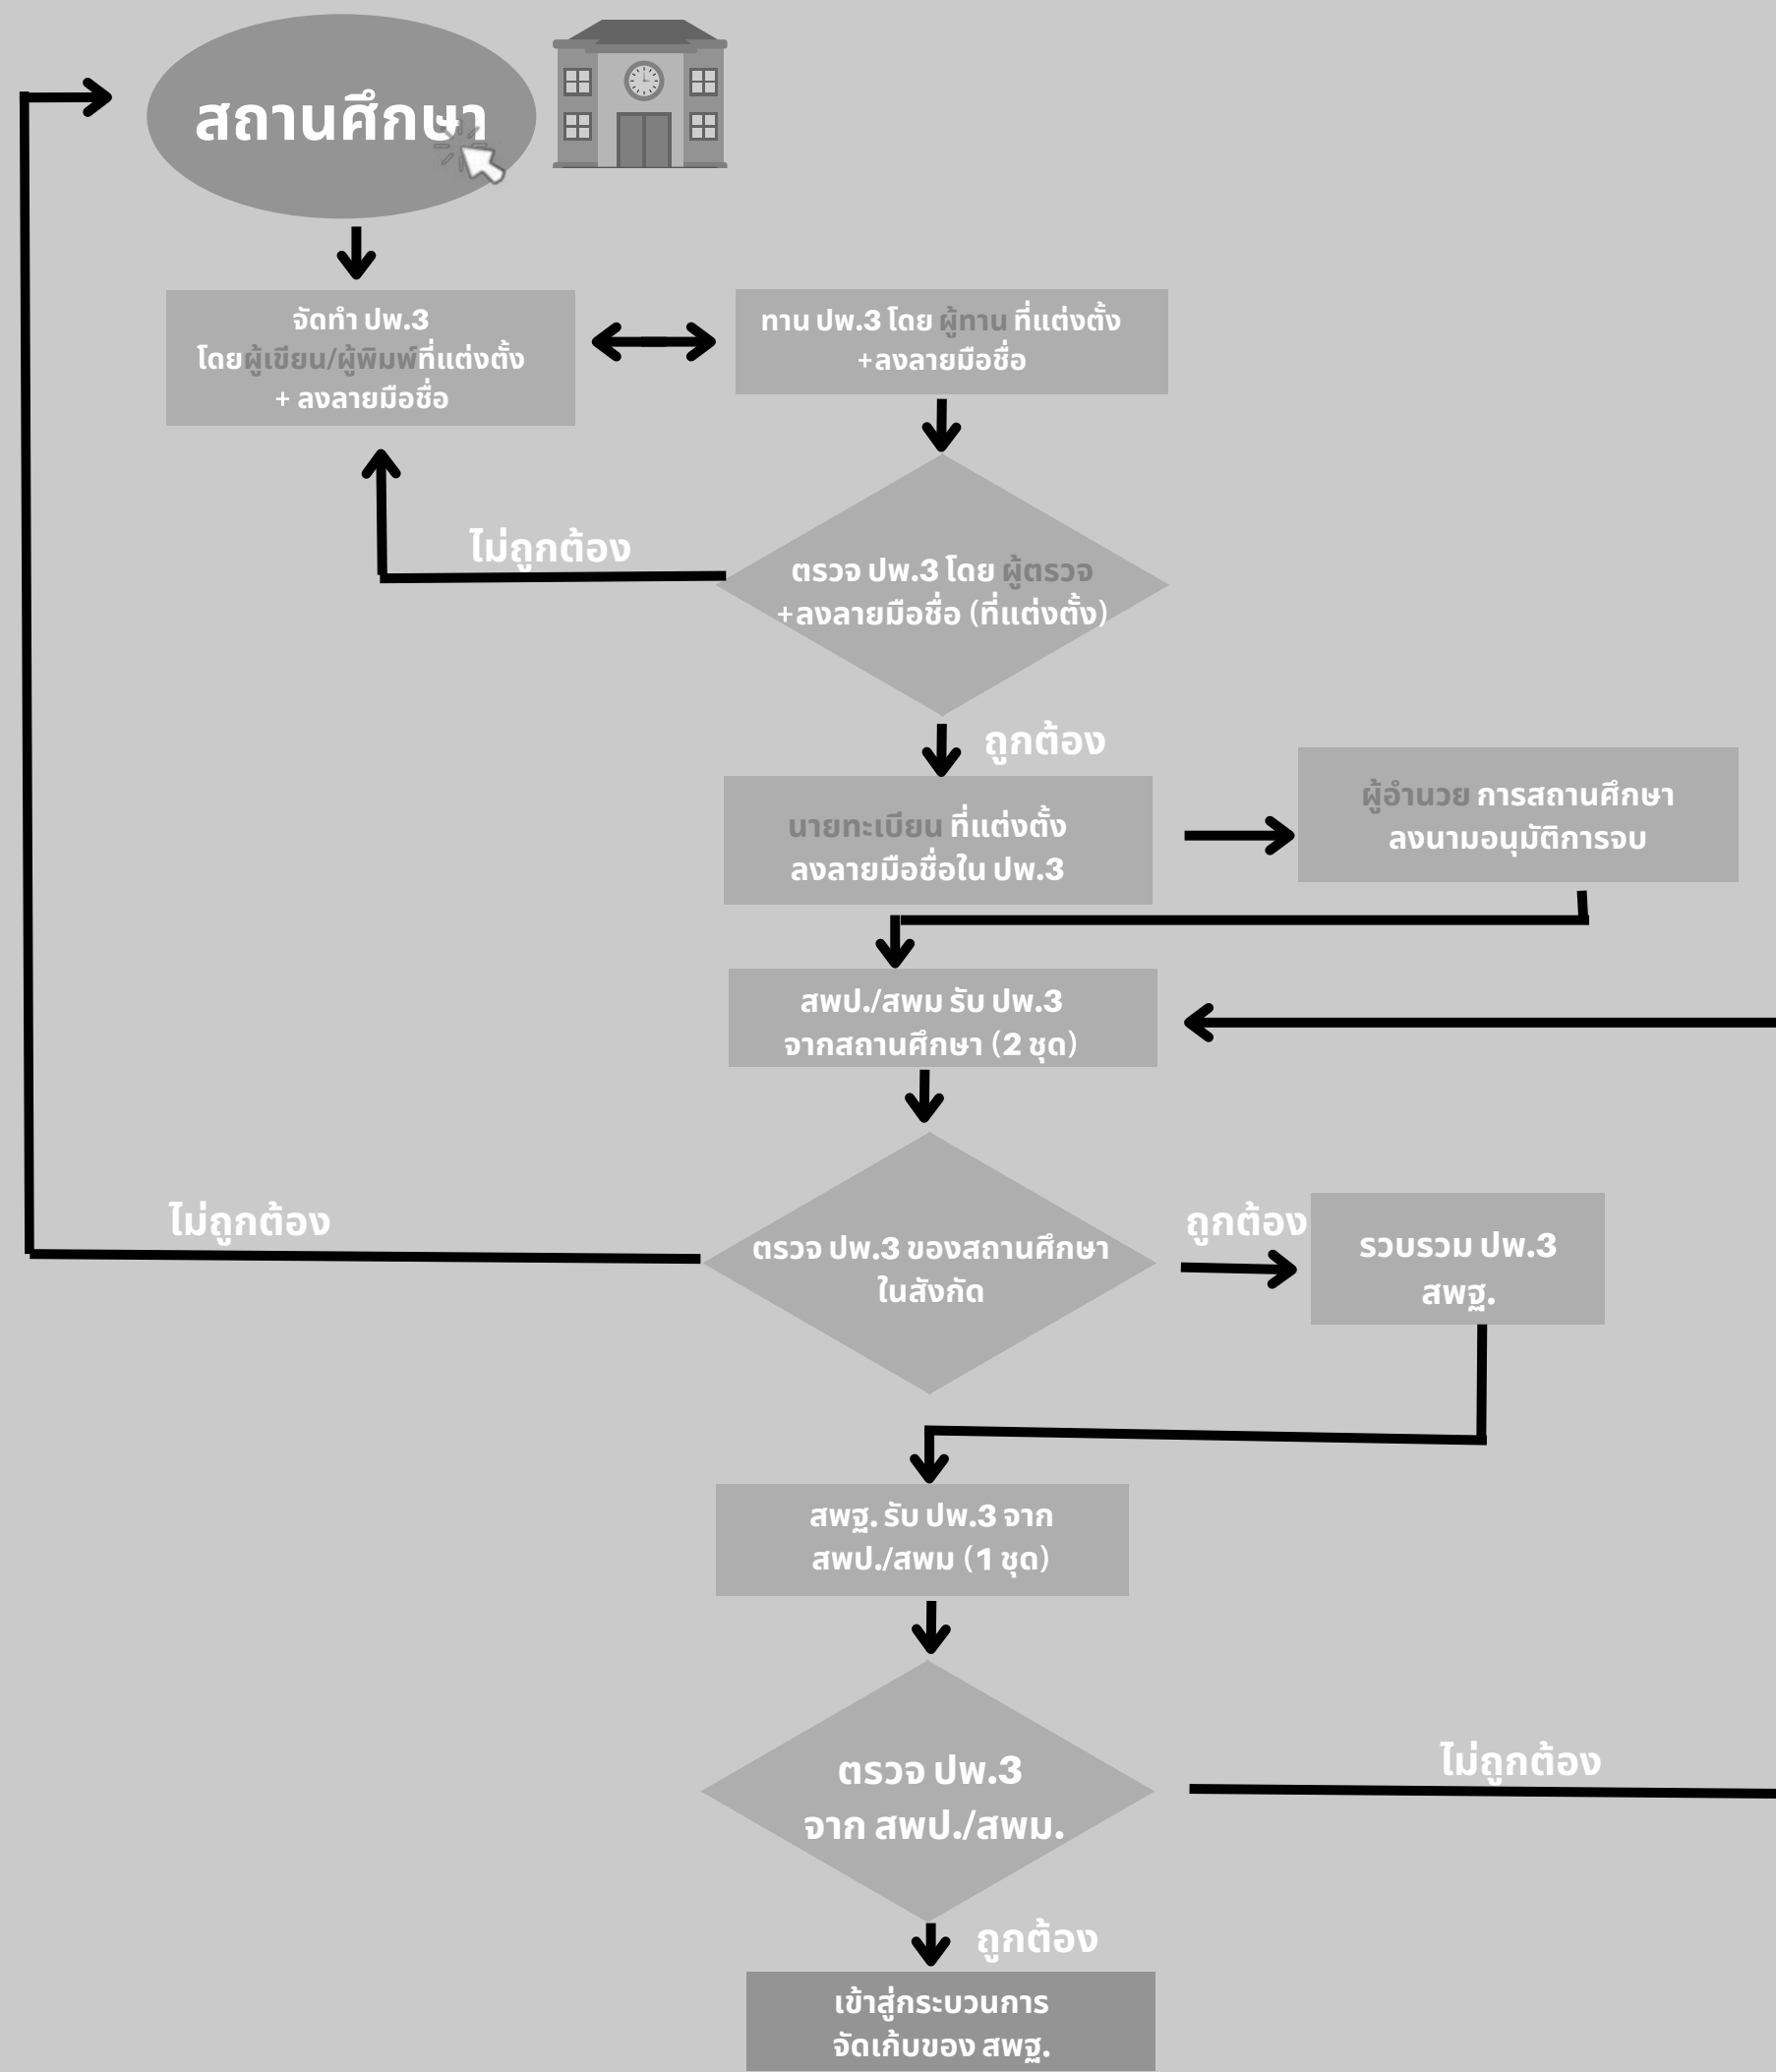 สถานศึกษา
จัดทำ ปพ.3
โดยผู้เขียน/ผู้พิมพ์ที่แต่งตั้ง
+ ลงลายมือชื่อ
ทาน ปพ.3 โดย ผู้ทาน ที่แต่งตั้ง
+ลงลายมือชื่อ
ไม่ถูกต้อง
ตรวจ ปพ.3 โดย ผู้ตรวจ
+ลงลายมือชื่อ (ที่แต่งตั้ง)
ถูกต้อง
นายทะเบียน ที่แต่งตั้ง
ลงลายมือชื่อใน ปพ.3
ผู้อำนวย การสถานศึกษา
ลงนามอนุมัติการจบ
สพป./สพม รับ ปพ.3
จากสถานศึกษา (2 ชุด)
ไม่ถูกต้อง
ตรวจ ปพ.3 ของสถานศึกษา
ในสังกัด
ถูกต้อง
รวบรวม ปพ.3
สพฐ.
สพฐ. รับ ปพ.3 จาก
สพป./สพม (1 ชุด)
ตรวจ ปพ.3
จาก สพป./สพม.
ไม่ถูกต้อง
ถูกต้อง
เข้าสู่กระบวนการ
จัดเก้บของ สพฐ.